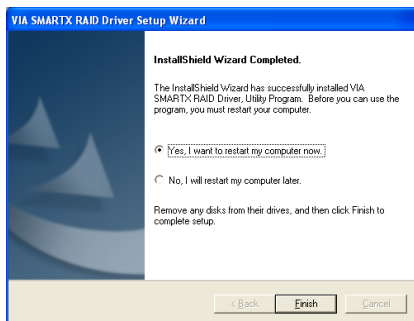 VIA SMARTX RAID Driver Setup Wizard
InstallShield Wizard Completed.
The InstallShield Wizard has successfully installed VIA
SMARTX RAID Driver, Utility Program. Before you can use the
program, you must restart your computer.
Yes, I want to restart my computer now.
No, I will restart my computer later.
Remove any disks from their drives, and then click Finish to
complete setup.
< Back
Finish
Cancel